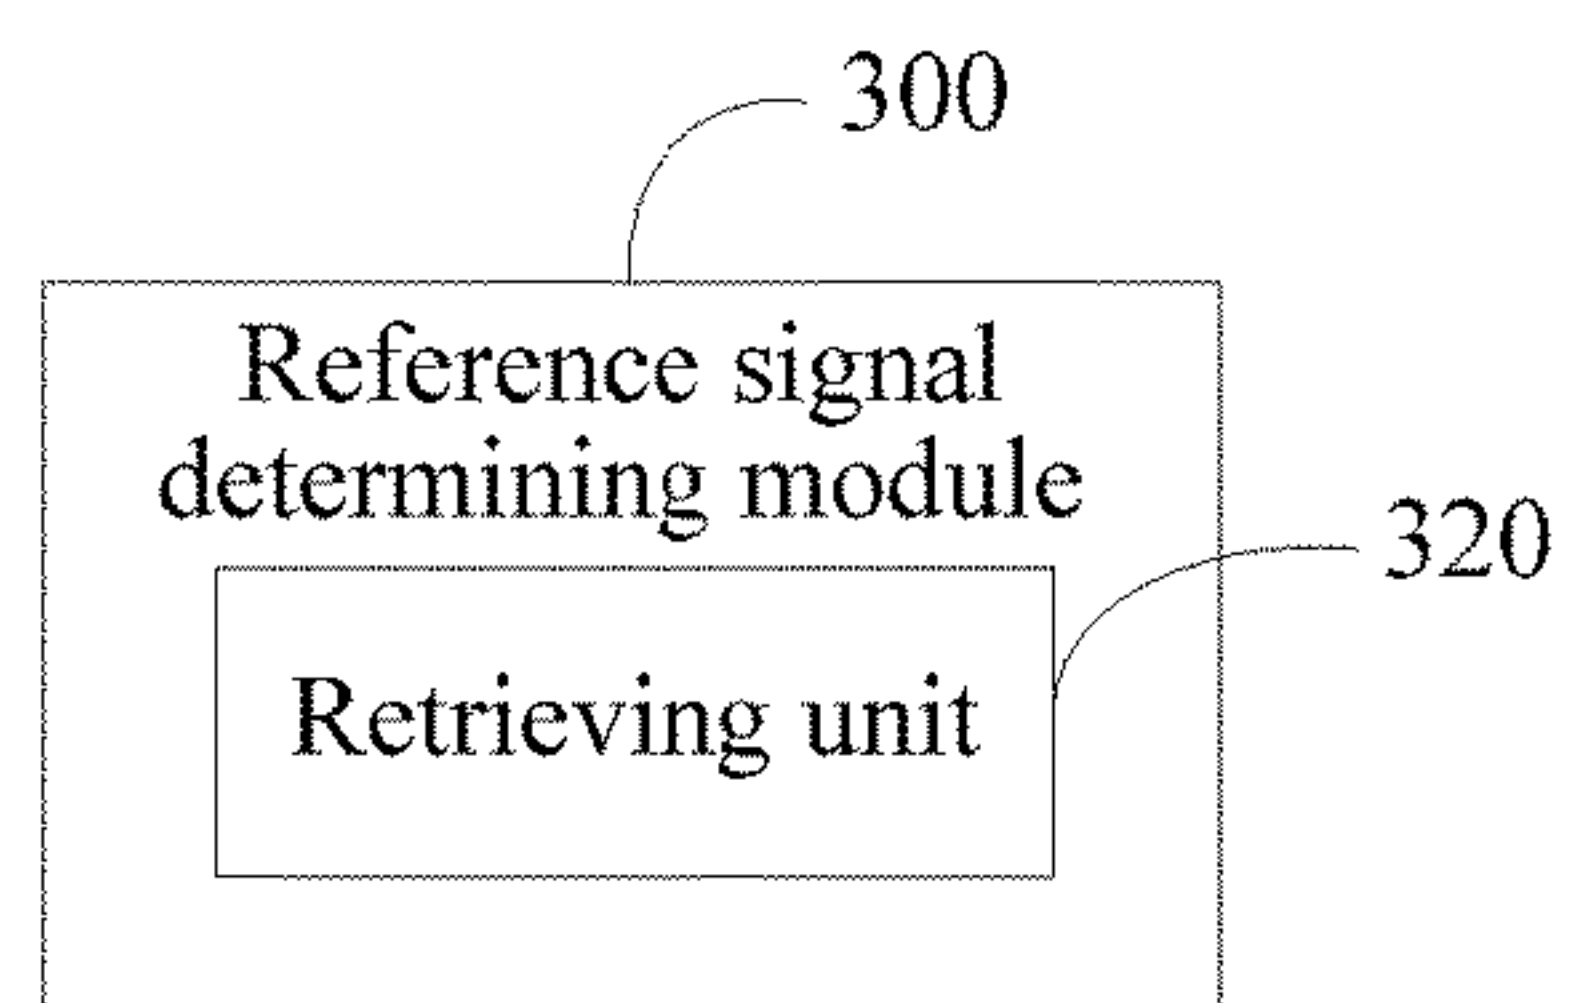 300
Reference signal
determining module
320
Retrieving unit